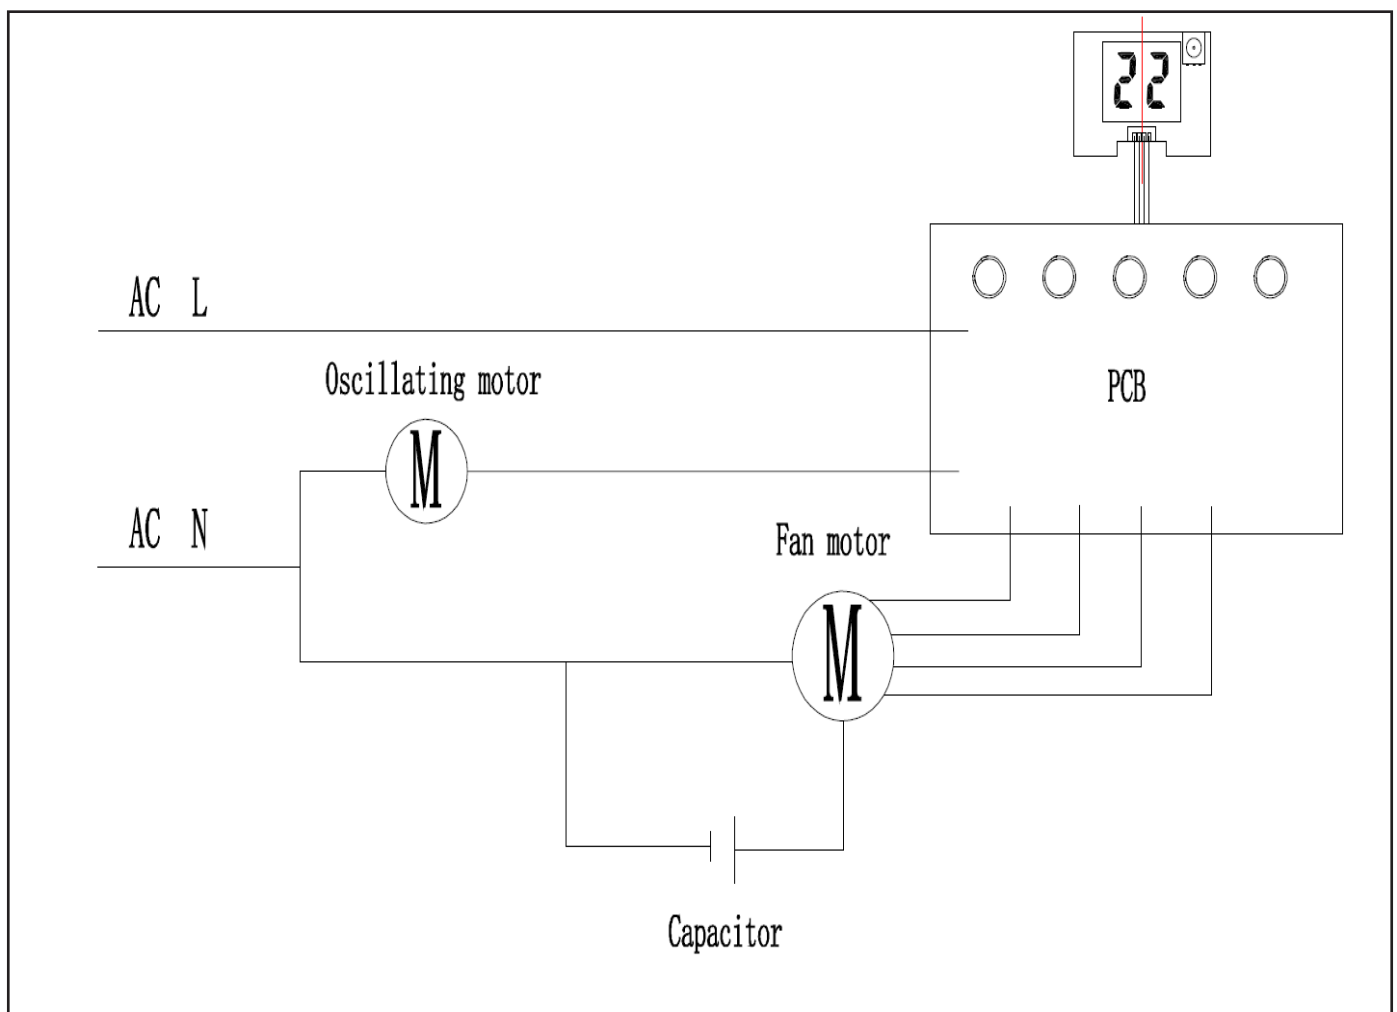 22
AC L
Oscillating motor
M
PCB
AC N
Fan motor
M
Capacitor